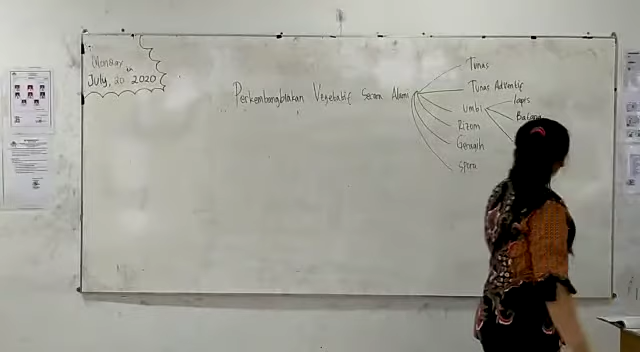 Monday
July, 20 2020
Perkembangbiakan Vegetatif Secara Alami
Tunas
Tunas Adventif
Umbi
lapis
Batang
Rizom
Geragih
Spora